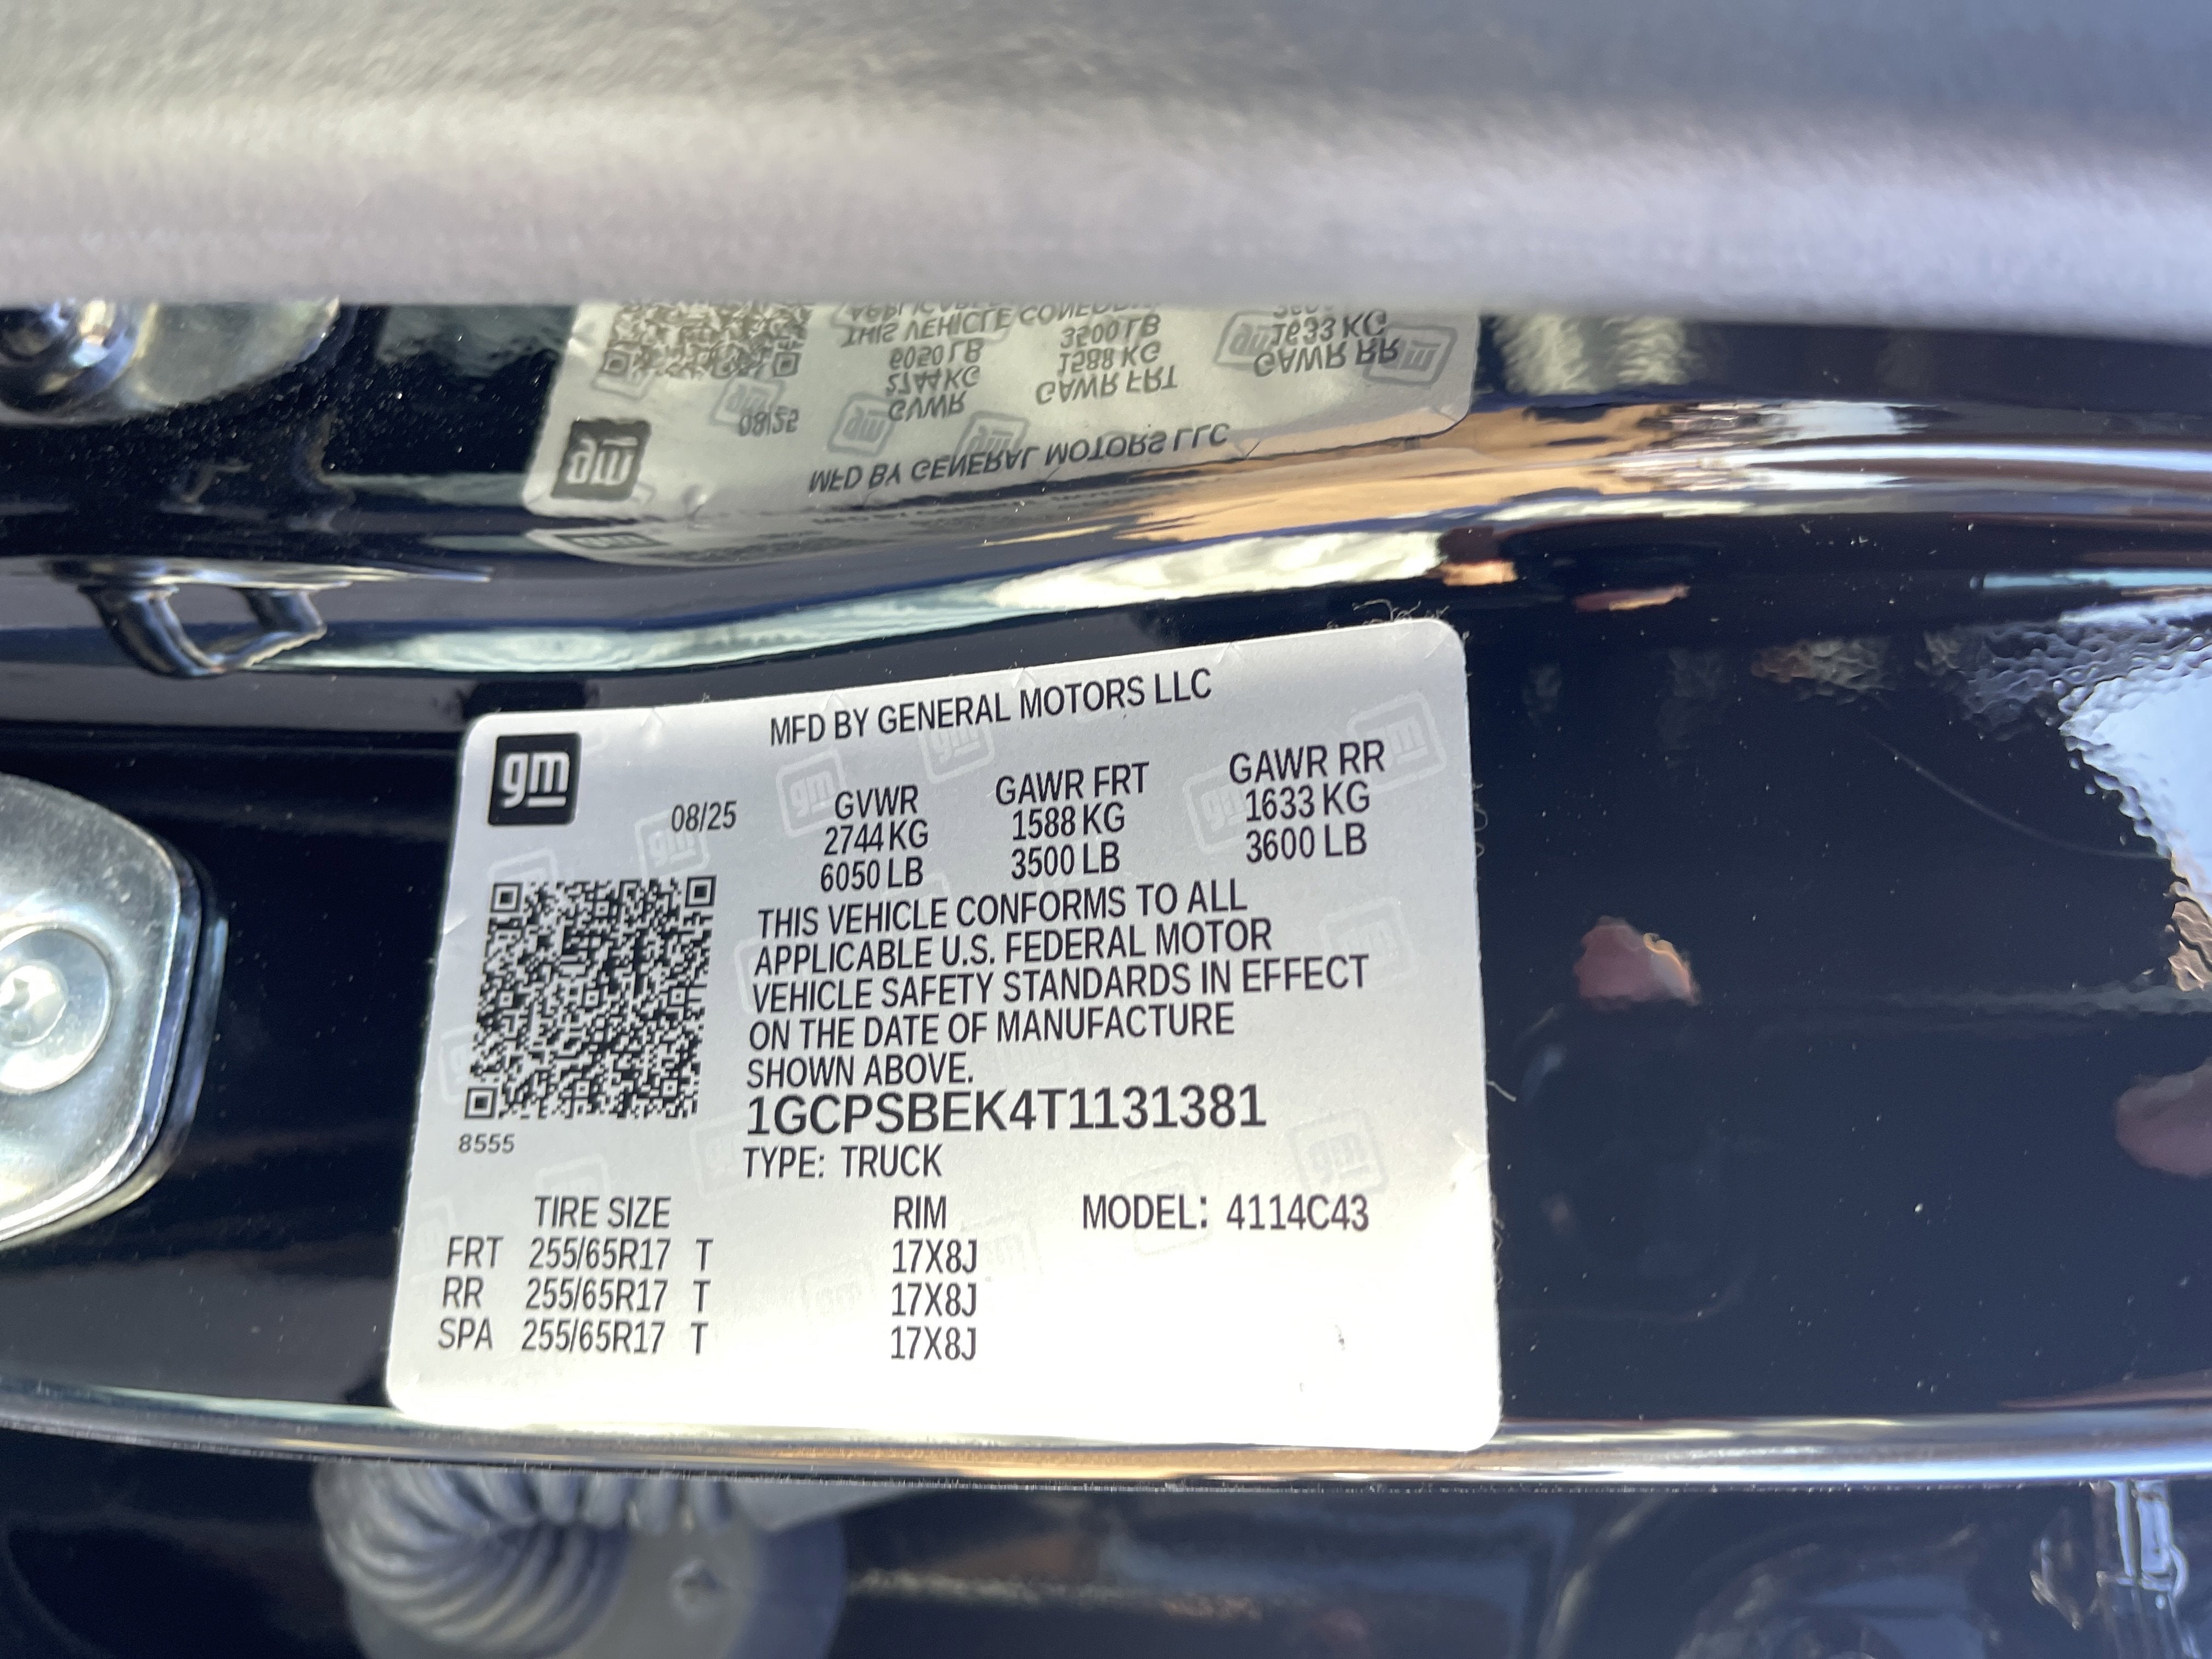 MFD BY GENERAL MOTORS LLC
gm
08/25
GVWR GAWR FRT GAWR RR
2744 KG 1588 KG 1633 KG
6050 LB 3500 LB 3600 LB
THIS VEHICLE CONFORMS TO ALL
APPLICABLE U.S. FEDERAL MOTOR
VEHICLE SAFETY STANDARDS IN EFFECT
ON THE DATE OF MANUFACTURE
SHOWN ABOVE.
1GCPSBEK4T1131381
8555
TYPE: TRUCK
TIRE SIZE RIM MODEL: 4114C43
FRT 255/65R17 T 17X8J
RR 255/65R17 T 17X8J
SPA 255/65R17 T 17X8J